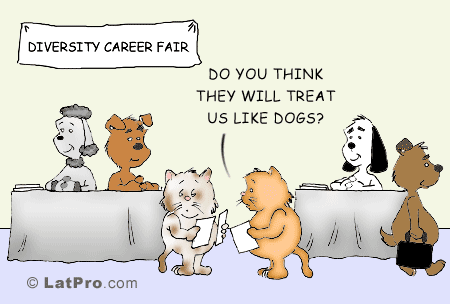 DIVERSITY CAREER FAIR
DO YOU THINK
THEY WILL TREAT
US LIKE DOGS?
© LatPro.com